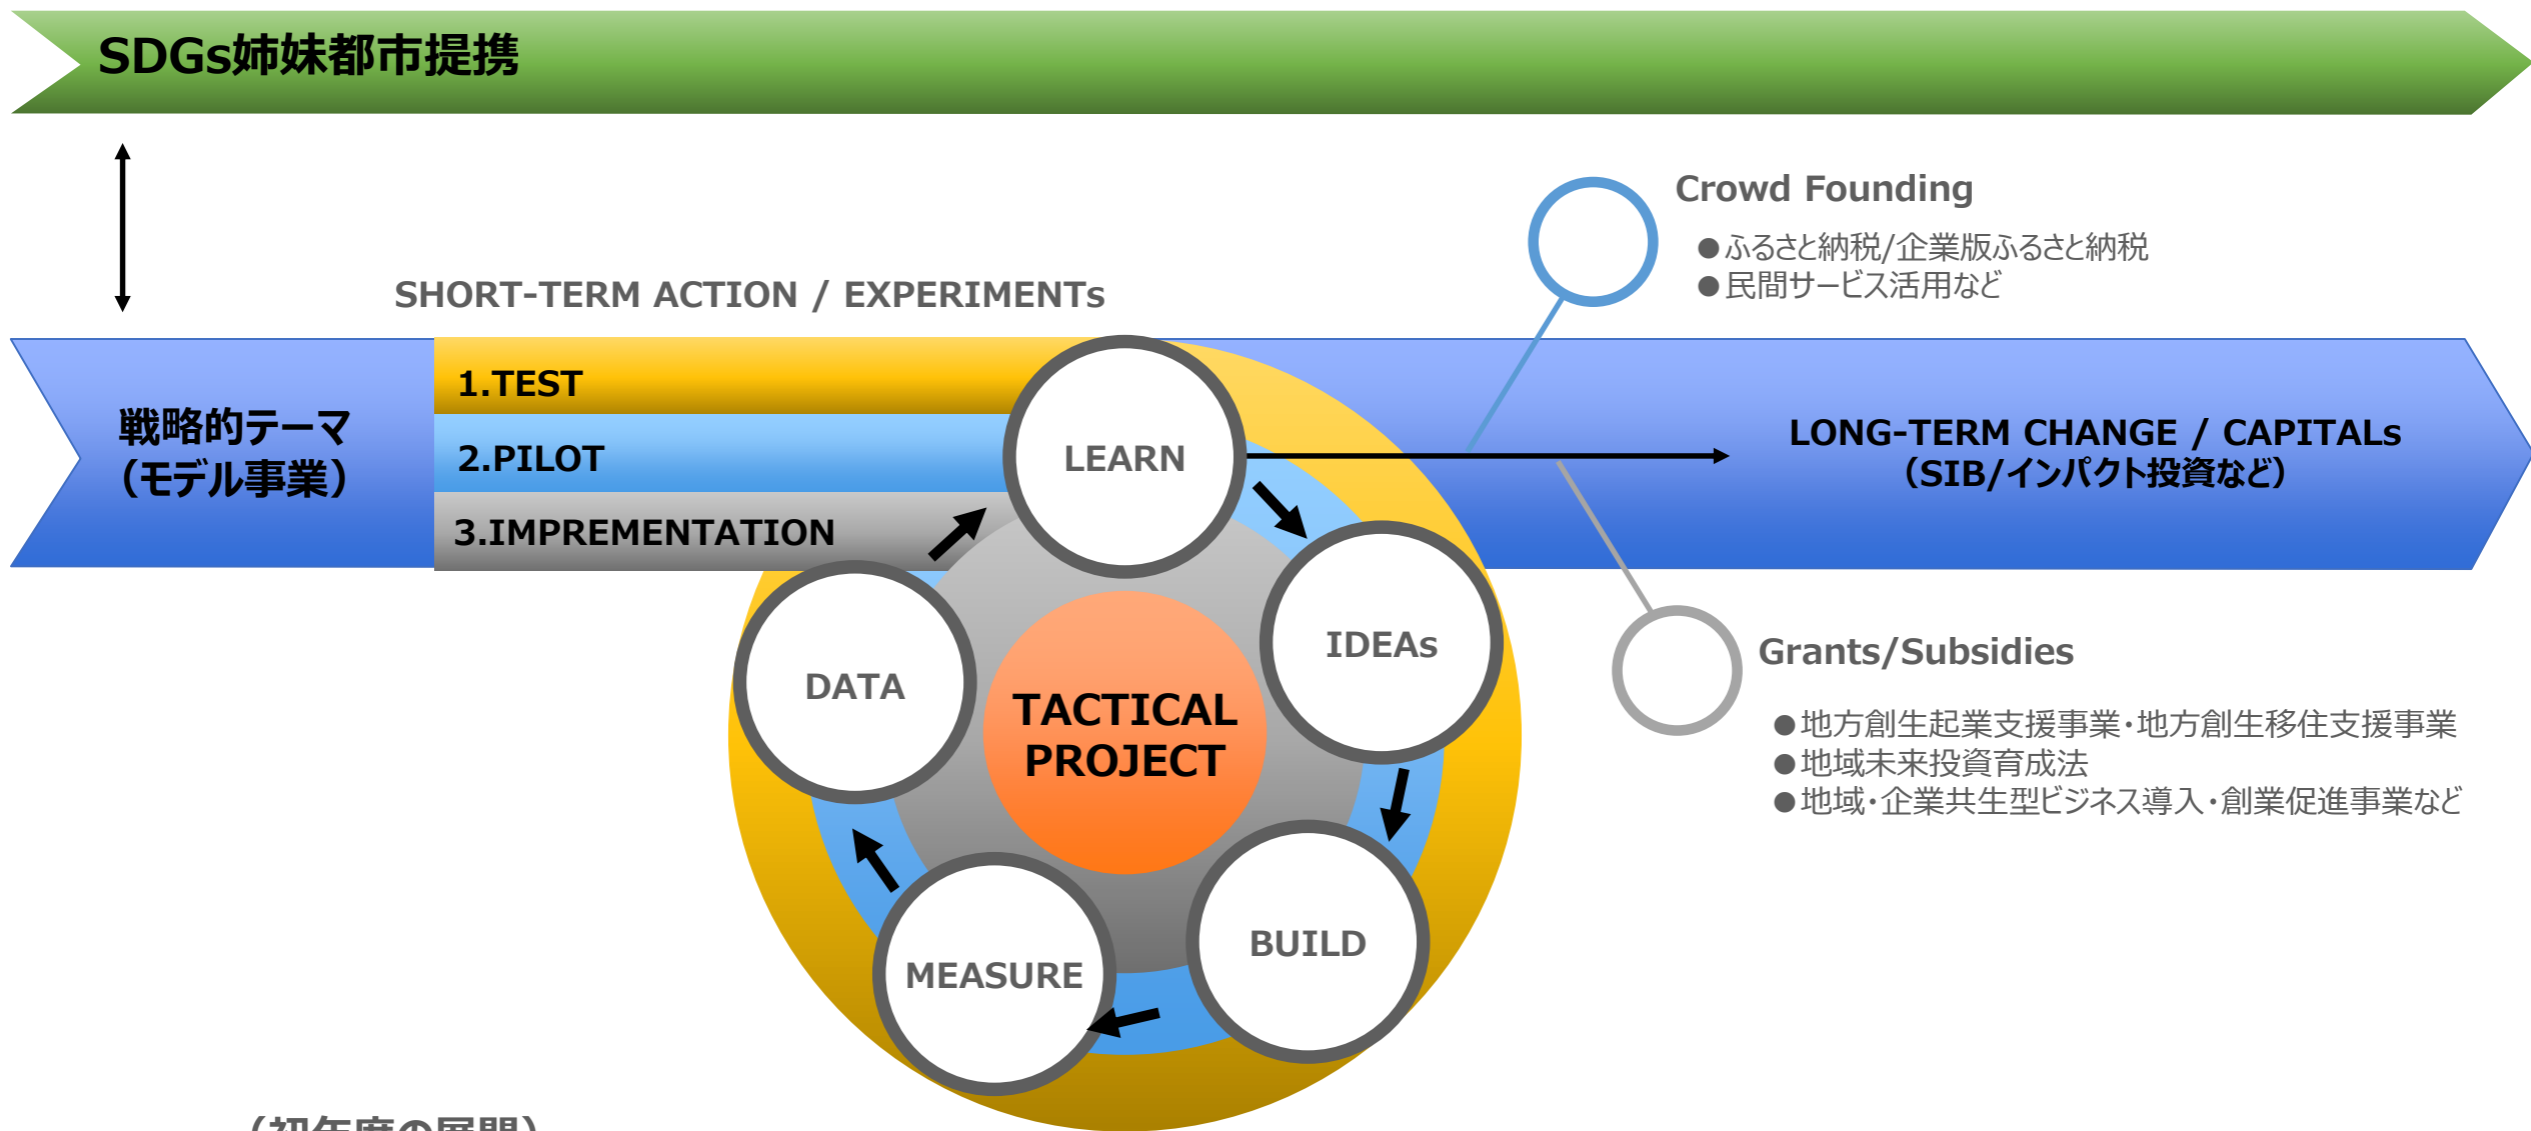 SDGs姉妹都市提携
Crowd Founding
●ふるさと納税/企業版ふるさと納税
●民間サービス活用など
SHORT-TERM ACTION / EXPERIMENTs
戦略的テーマ
（モデル事業）
1.TEST
2.PILOT
3.IMPREMENTATION
LEARN
LONG-TERM CHANGE / CAPITALs
（SIB/インパクト投資など）
IDEAs
DATA
TACTICAL
PROJECT
BUILD
MEASURE
Grants/Subsidies
●地方創生起業支援事業・地方創生移住支援事業
●地域未来投資育成法
●地域・企業共生型ビジネス導入・創業促進事業など
（初年度の展開）